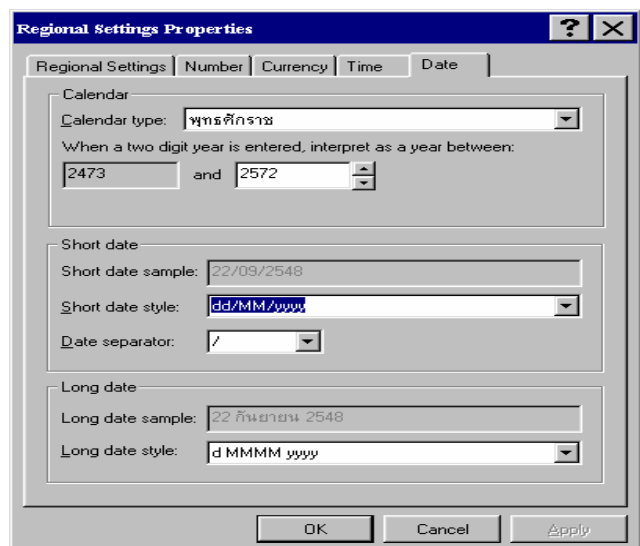 Regional Settings Properties
Regional Settings Number Currency Time Date
Calendar
Calendar type: พุทธศักราช
When a two digit year is entered, interpret as a year between:
2473 and 2572
Short date
Short date sample: 22/09/2548
Short date style: dd/MM/yyyy
Date separator: /
Long date
Long date sample: 22 กันยายน 2548
Long date style: d MMMM yyyy
OK Cancel Apply